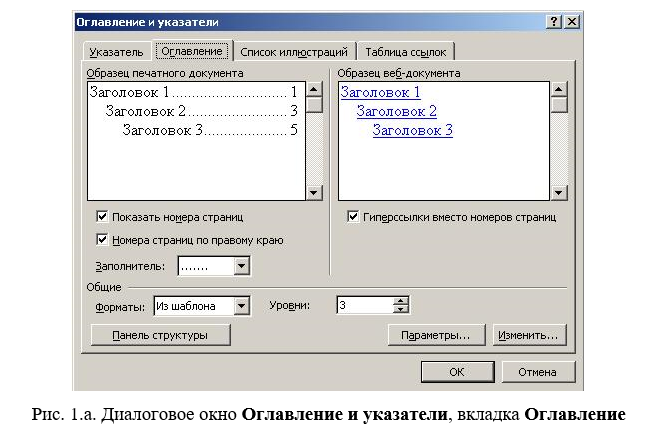 Оглавление и указатели
Указатель Оглавление Список иллюстраций Таблица ссылок
Образец печатного документа Образец веб-документа
Заголовок 1.............................. 1 Заголовок 1
Заголовок 2......................... 3 Заголовок 2
Заголовок 3.................... 5 Заголовок 3
Показать номера страниц Гиперссылки вместо номеров страниц
Номера страниц по правому краю
Заполнитель: .......
Общие
Форматы: Из шаблона Уровни: 3
Панель структуры Параметры... Изменить...
ОК Отмена
Рис. 1.а. Диалоговое окно Оглавление и указатели, вкладка Оглавление